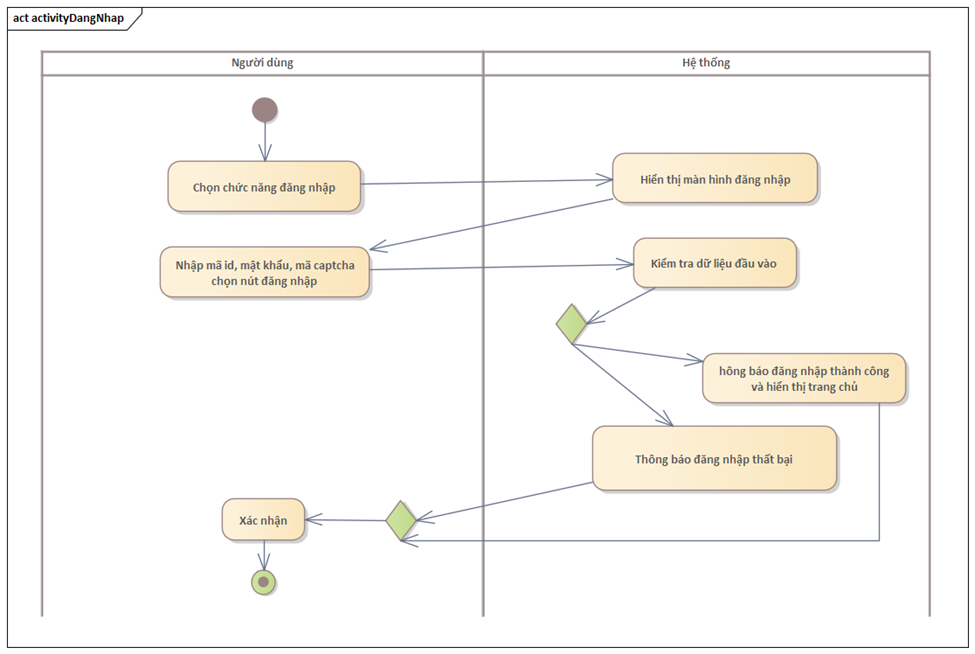 act activityDangNhap
Người dùng
Hệ thống
Chọn chức năng đăng nhập
Hiển thị màn hình đăng nhập
Nhập mã id, mật khẩu, mã captcha
chọn nút đăng nhập
Kiểm tra dữ liệu đầu vào
hông báo đăng nhập thành công
và hiển thị trang chủ
Thông báo đăng nhập thất bại
Xác nhận